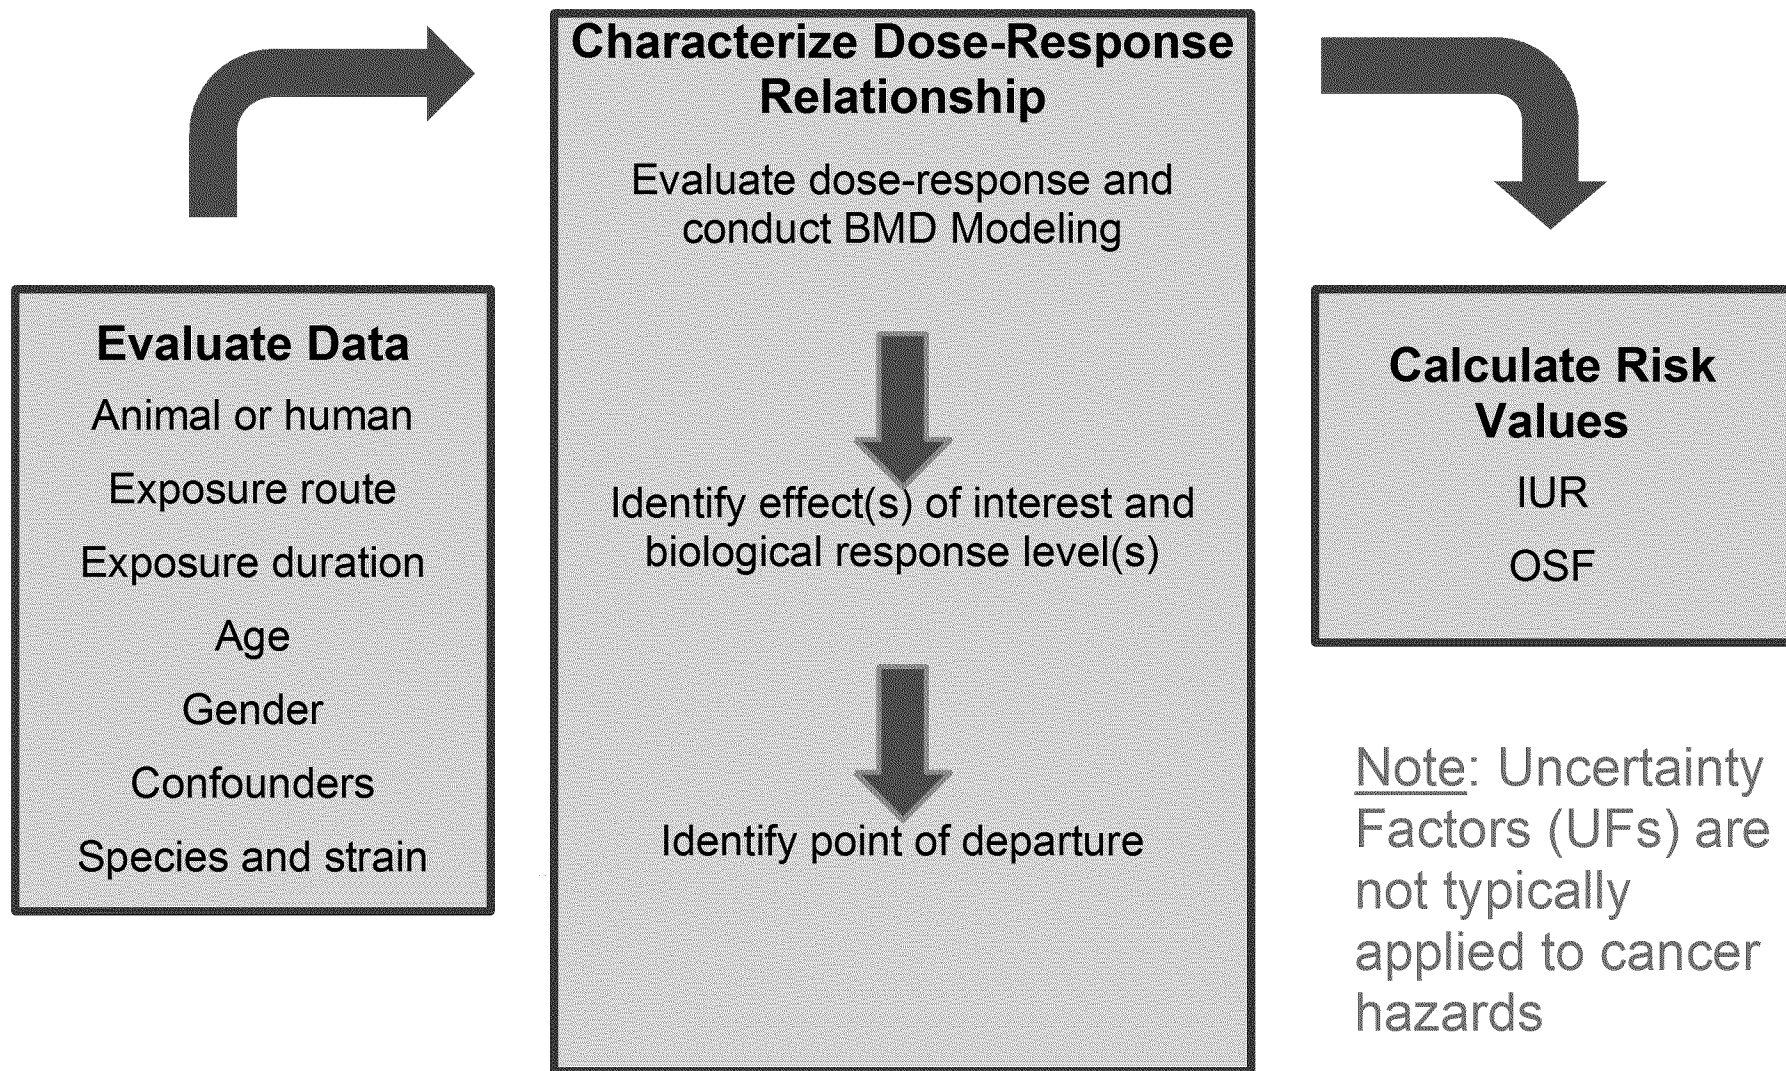 Evaluate Data
Animal or human
Exposure route
Exposure duration
Age
Gender
Confounders
Species and strain
Characterize Dose-Response
Relationship
Evaluate dose-response and
conduct BMD Modeling
Identify effect(s) of interest and
biological response level(s)
Identify point of departure
Calculate Risk
Values
IUR
OSF
Note: Uncertainty
Factors (UFs) are
not typically
applied to cancer
hazards